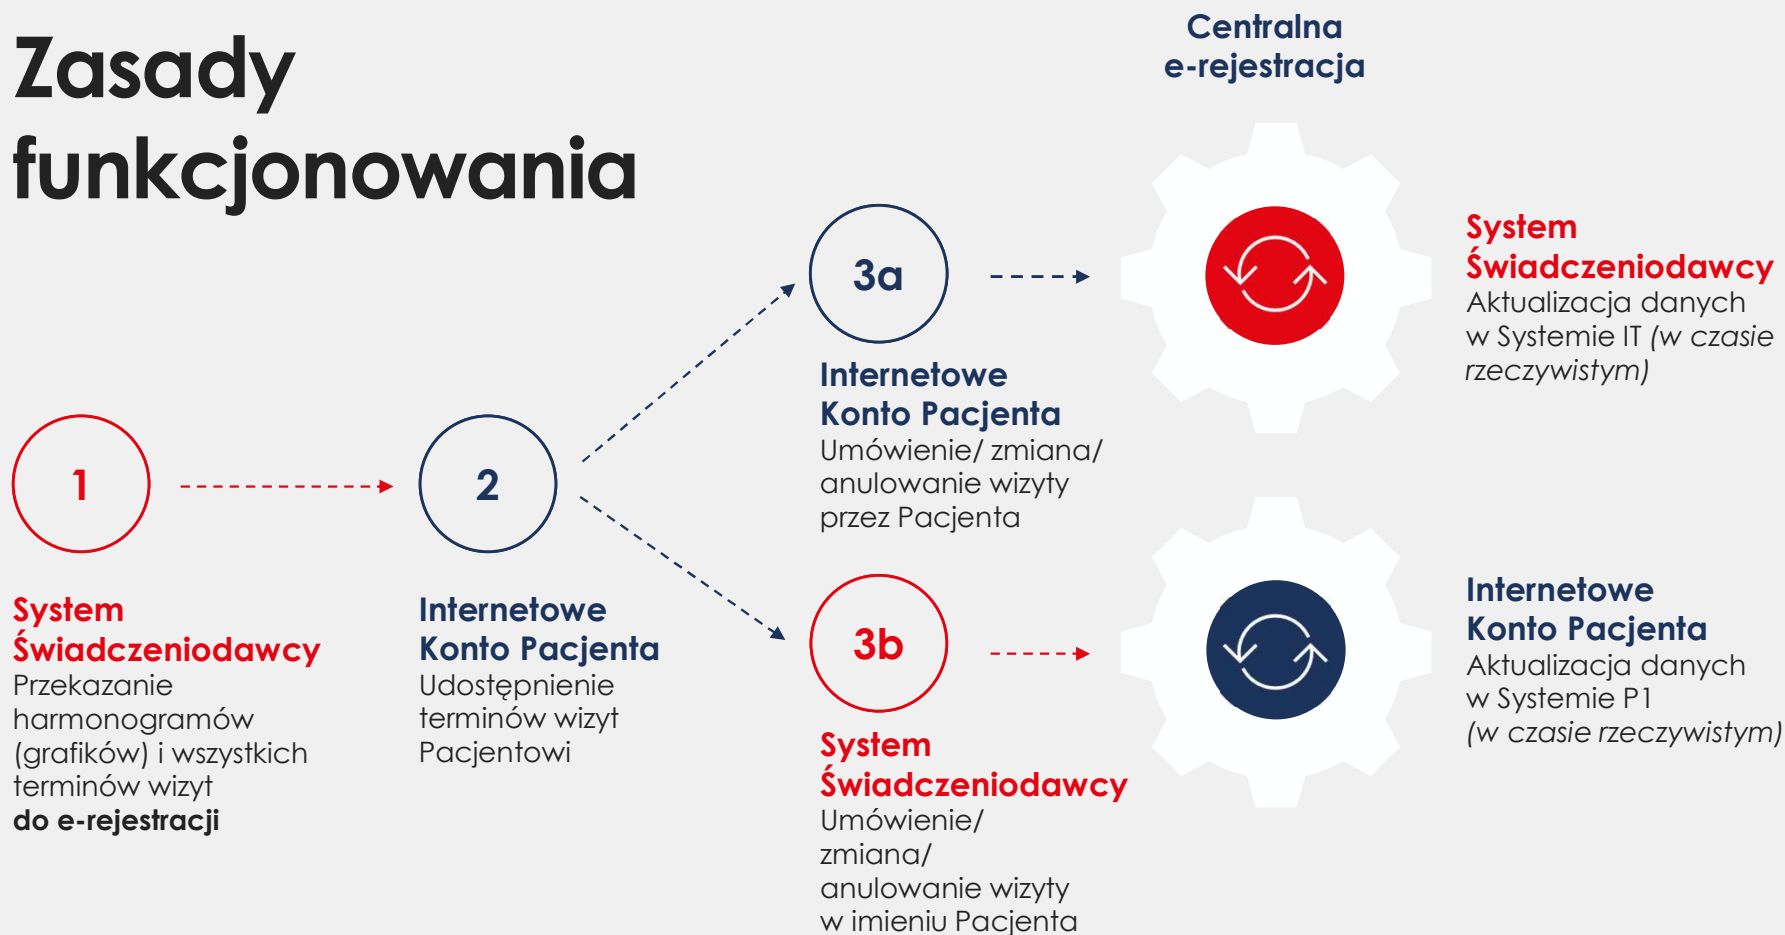 Zasady
funkcjonowania
1
System
Świadczeniodawcy
Przekazanie
harmonogramów
(grafików) i wszystkich
terminów wizyt
do e-rejestracji
2
Internetowe
Konto Pacjenta
Udostępnienie
terminów wizyt
Pacjentowi
3a
Internetowe
Konto Pacjenta
Umówienie/ zmiana/
anulowanie wizyty
przez Pacjenta
3b
System
Świadczeniodawcy
Umówienie/
zmiana/
anulowanie wizyty
w imieniu Pacjenta
Centralna
e-rejestracja
System
Świadczeniodawcy
Aktualizacja danych
w Systemie IT (w czasie
rzeczywistym)
Internetowe
Konto Pacjenta
Aktualizacja danych
w Systemie P1
(w czasie rzeczywistym)